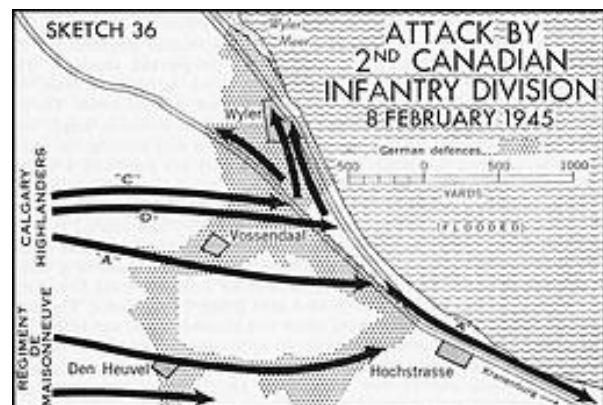 SKETCH 36
ATTACK BY
2ND CANADIAN
INFANTRY DIVISION
8 FEBRUARY 1945
Wyler
Meer
German defences
500 0 500 1000
YARDS
(FLOODED)
Wyler
"C"
"D"
"A"
CALGARY
HIGHLANDERS
Vossendaal
"A"
RÉGIMENT
DE
MAISONNEUVE
Den Heuvel
Hochstrasse
Kranenburg